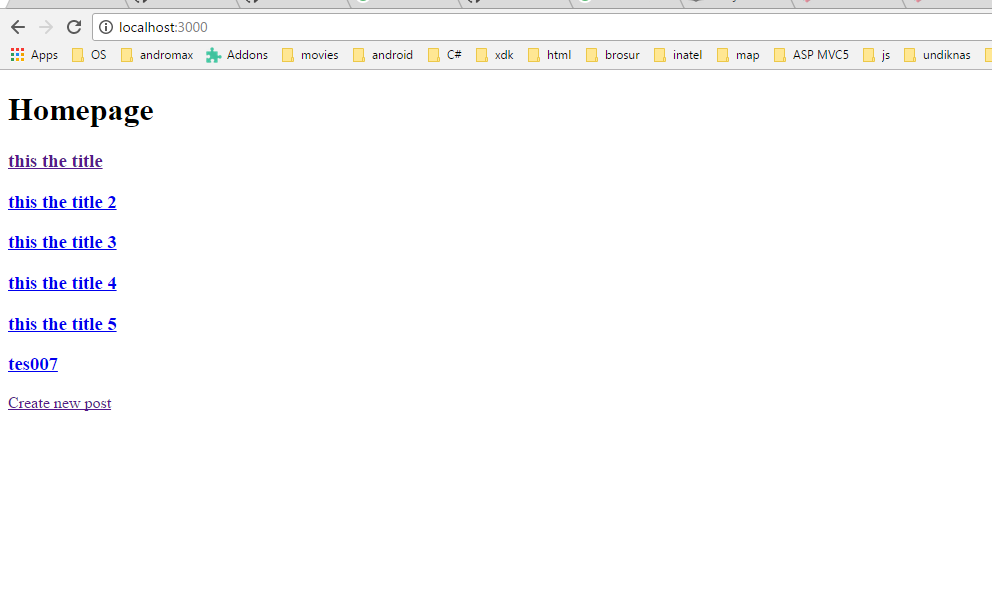 localhost:3000
Apps OS andromax Addons movies android C# xdk html brosur inatel map ASP MVC5 js undiknas
Homepage
this the title
this the title 2
this the title 3
this the title 4
this the title 5
tes007
Create new post